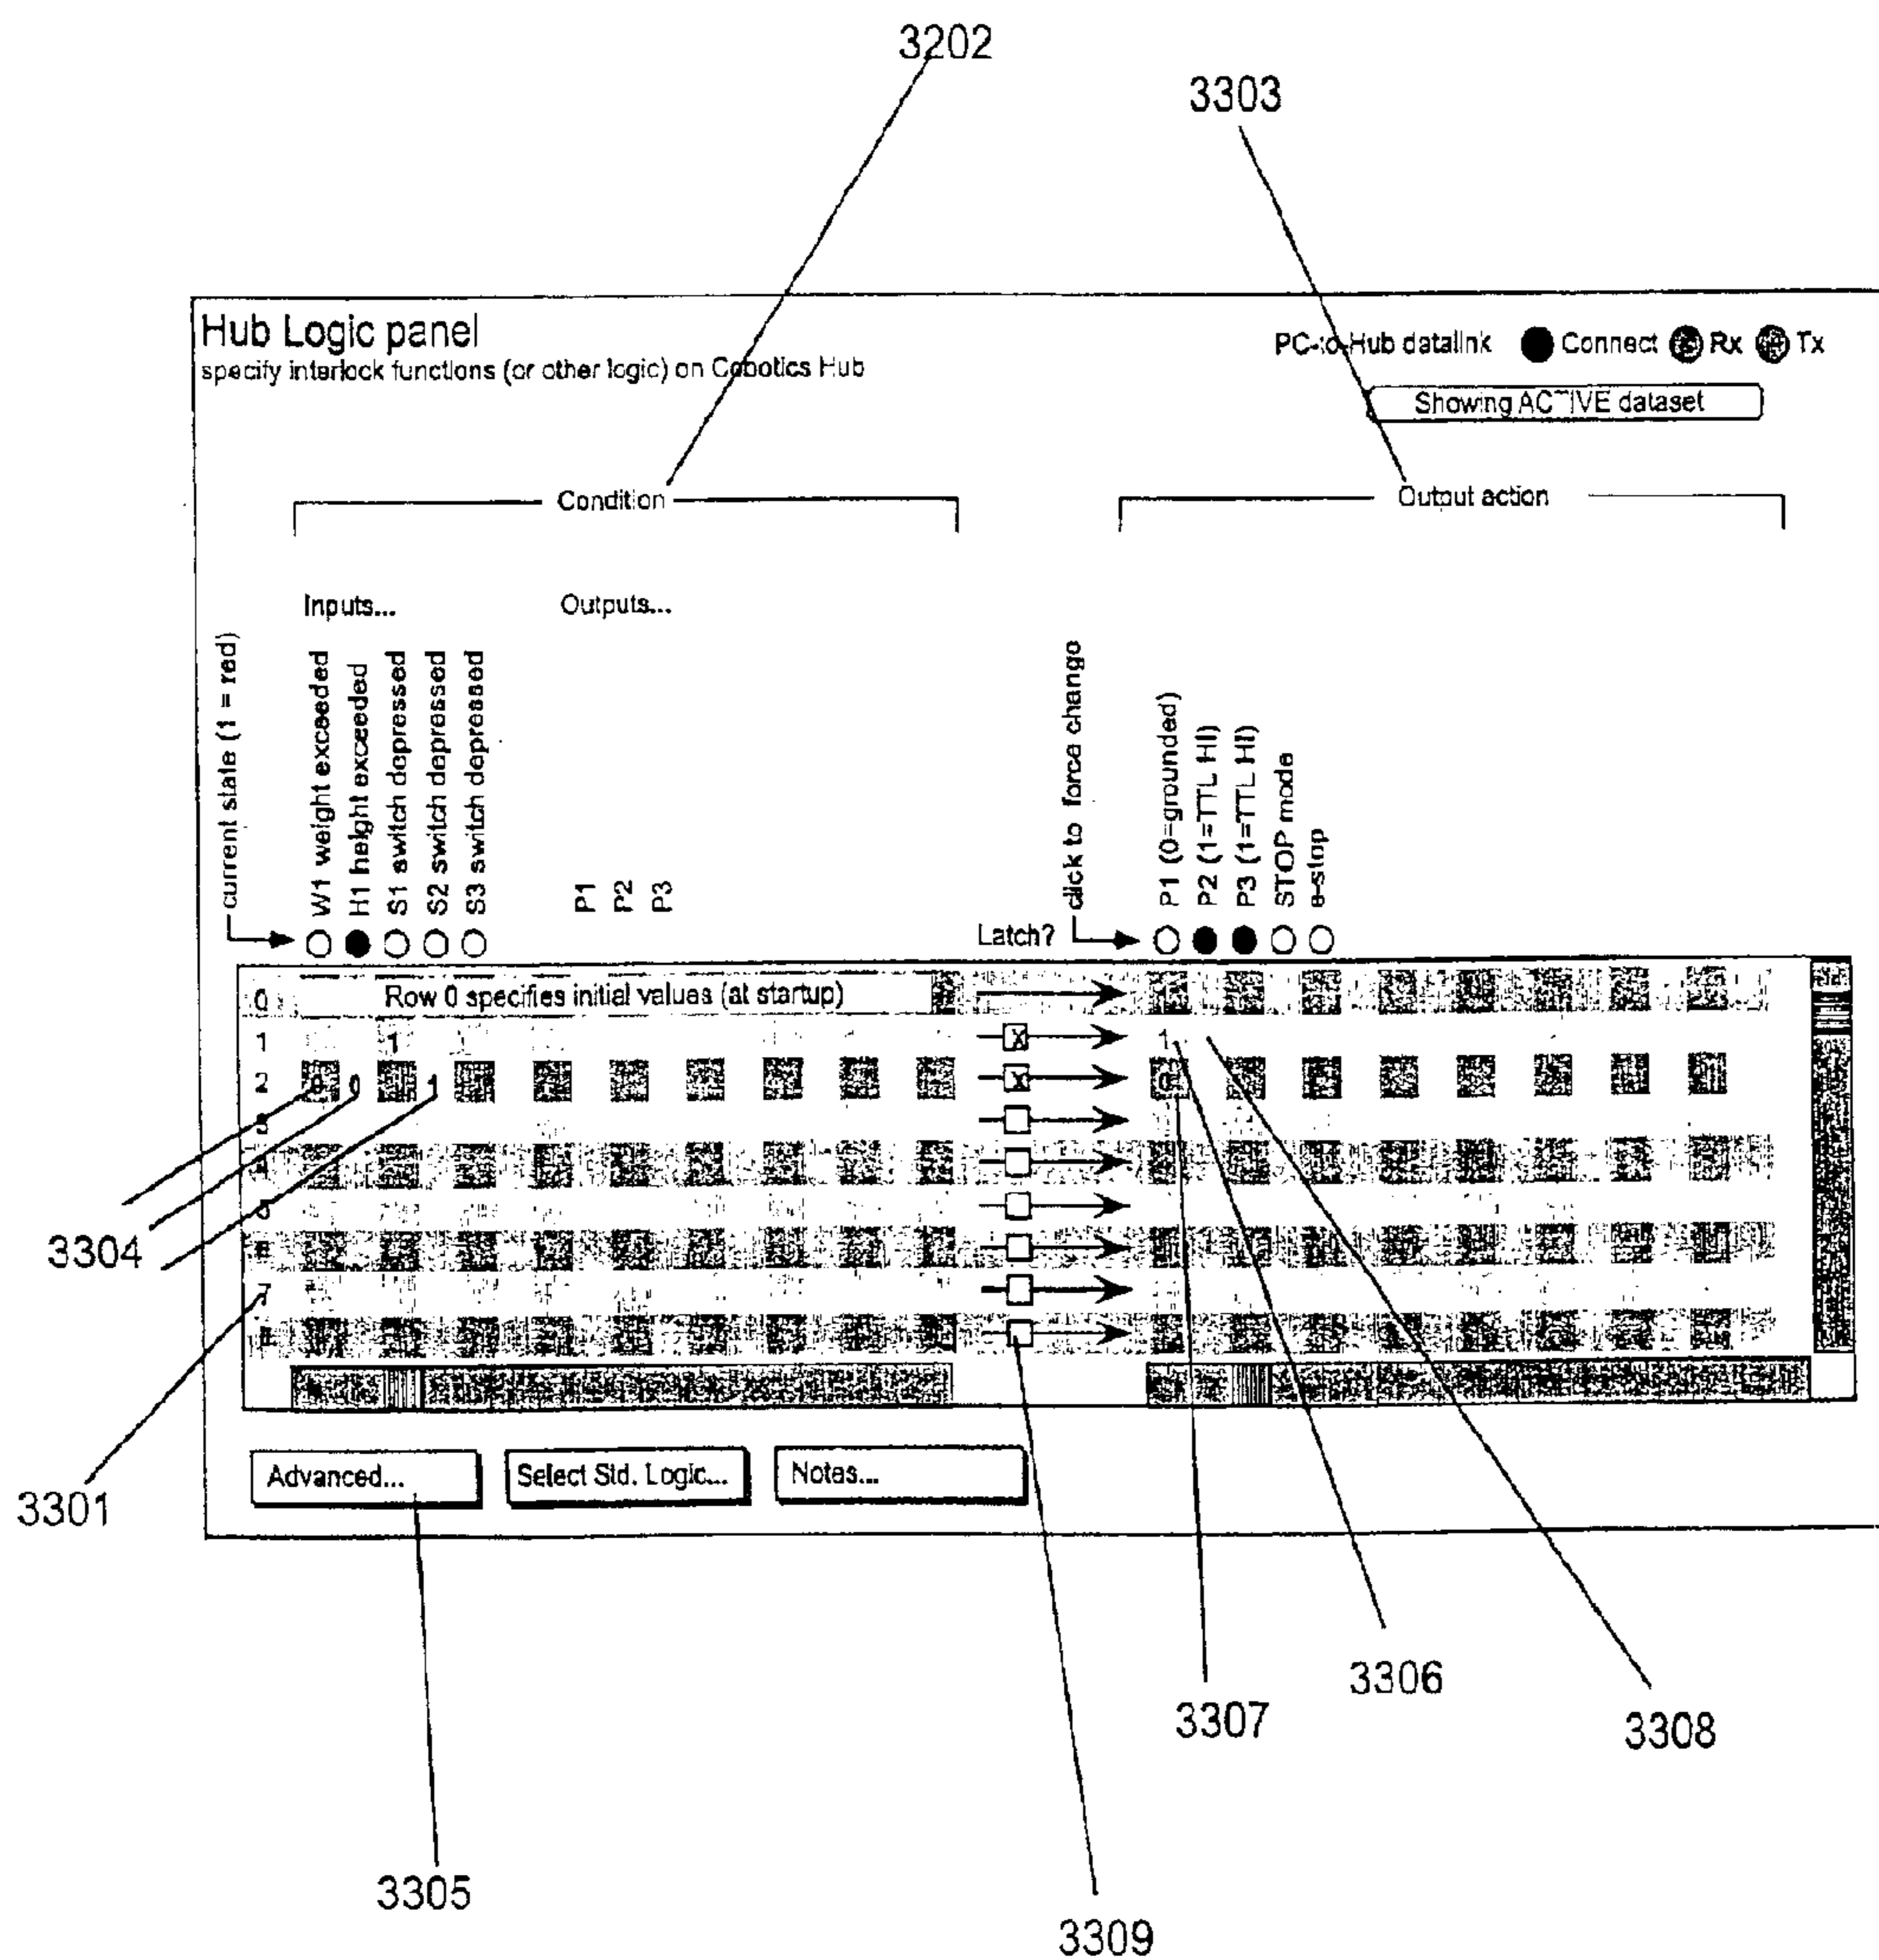 3202
3303
Hub Logic panel
specify interlock functions (or other logic) on Cobotics Hub
PC-to-Hub datalink Connect Rx Tx
Showing ACTIVE dataset
Condition
Output action
Inputs...
Outputs...
current state (1 = red)
W1 weight exceeded
H1 height exceeded
S1 switch depressed
S2 switch depressed
S3 switch depressed
P1
P2
P3
Latch?
click to force change
P1 (0=grounded)
P2 (1=TTL HI)
P3 (1=TTL HI)
STOP mode
e-stop
0 Row 0 specifies initial values (at startup)
1 1 X 1
2 0 0 1 X 0
3
4
5
6
7
8
3304
3301
Advanced...
Select Std. Logic...
Notes...
3306
3307
3308
3305
3309